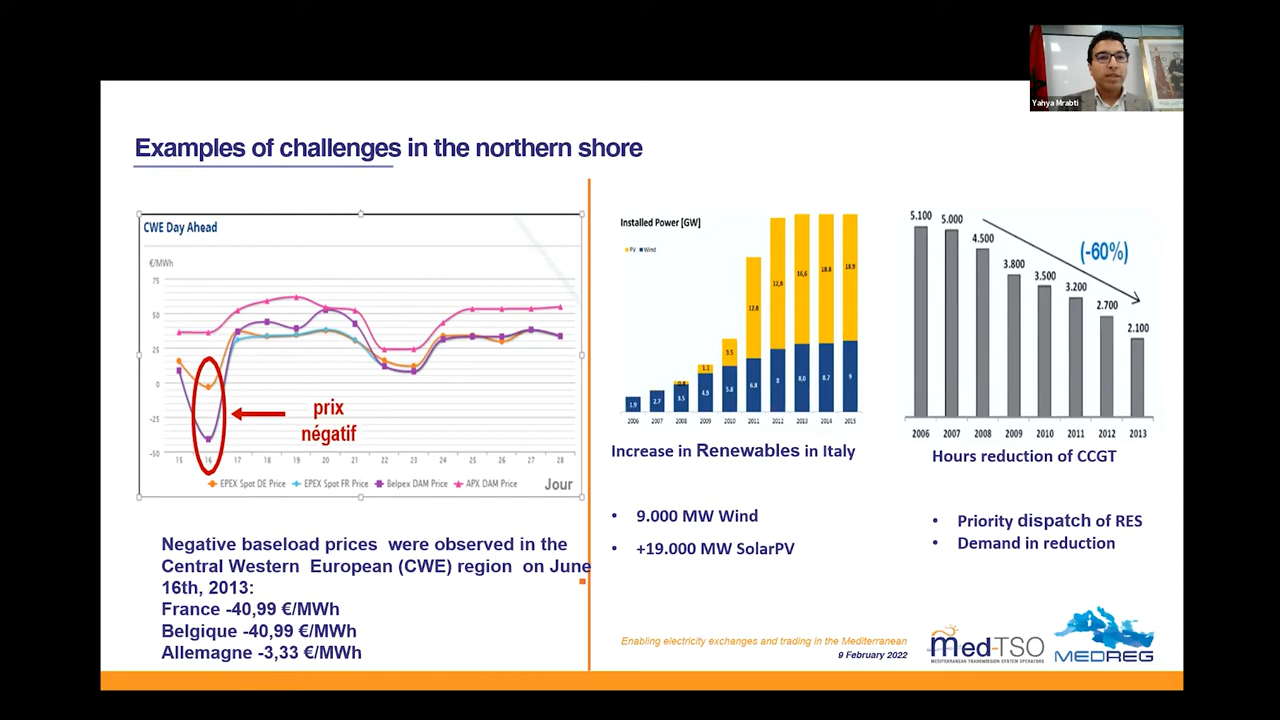 Yahya Mrabti
Examples of challenges in the northern shore
CWE Day Ahead
€/MWh
75
50
25
0
-25
-50
prix
négatif
15 16 17 18 19 20 21 22 23 24 25 26 27 28
EPEX Spot DE Price EPEX Spot FR Price Belpex DAM Price APX DAM Price
Jour
Negative baseload prices were observed in the
Central Western European (CWE) region on June
16th, 2013:
France -40,99 €/MWh
Belgique -40,99 €/MWh
Allemagne -3,33 €/MWh
Installed Power [GW]
PV Wind
12,8 12,8 16,6 18.8 18.9
0.4 1.1 3.5
1.9 2.7 3.5 4.9 5.8 6.8 8 8,0 8,7 9
2006 2007 2008 2009 2010 2011 2012 2013 2014 2015
Increase in Renewables in Italy
• 9.000 MW Wind
• +19.000 MW SolarPV
5.100 5.000 4.500 3.800 3.500 3.200 2.700 2.100
(-60%)
2006 2007 2008 2009 2010 2011 2012 2013
Hours reduction of CCGT
• Priority dispatch of RES
• Demand in reduction
Enabling electricity exchanges and trading in the Mediterranean
9 February 2022
Med-TSO
MEDITERRANEAN TRANSMISSION SYSTEM OPERATORS
MEDREG